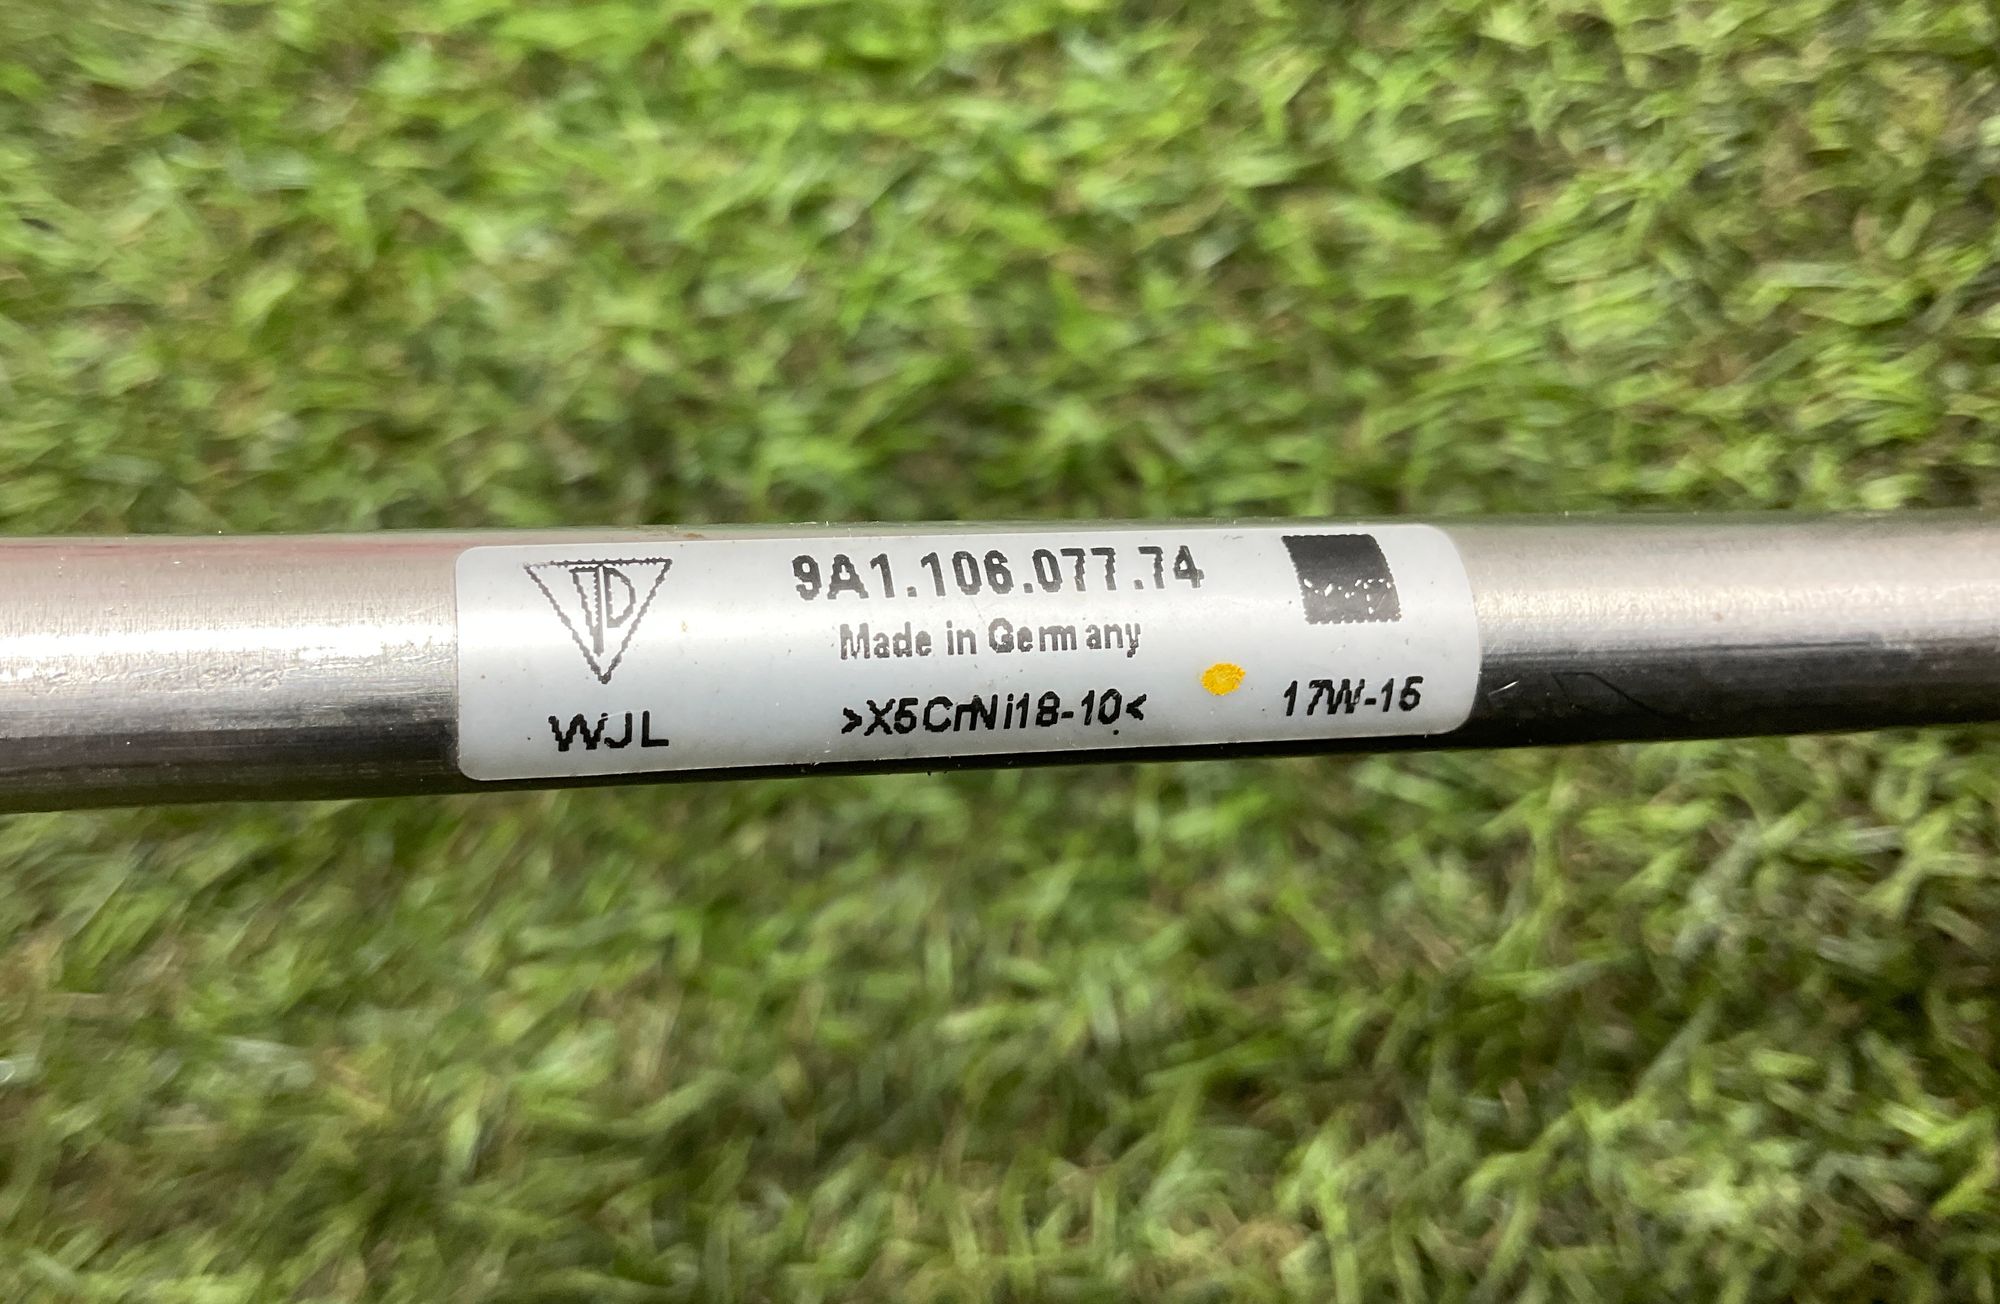 9A1.106.077.74
Made in Germany
WJL >X5CrNi18-10< 17W-15